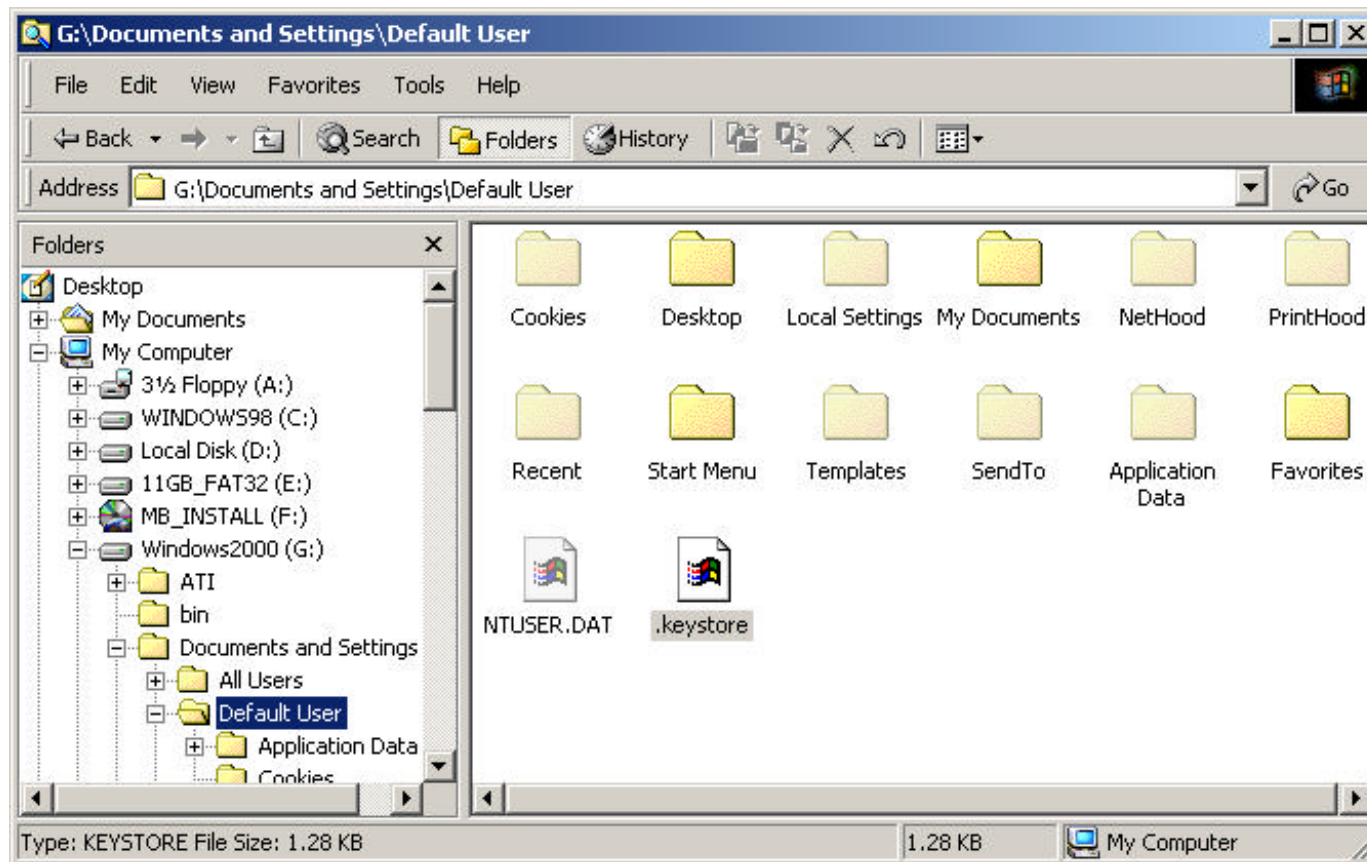 G:\Documents and Settings\Default User
File Edit View Favorites Tools Help
Back Search Folders History
Address G:\Documents and Settings\Default User Go
Folders
Desktop
My Documents
My Computer
3½ Floppy (A:)
WINDOWS98 (C:)
Local Disk (D:)
11GB_FAT32 (E:)
MB_INSTALL (F:)
Windows2000 (G:)
ATI
bin
Documents and Settings
All Users
Default User
Application Data
Cookies
Cookies Desktop Local Settings My Documents NetHood PrintHood
Recent Start Menu Templates SendTo Application Favorites
Data
NTUSER.DAT .keystore
Type: KEYSTORE File Size: 1.28 KB 1.28 KB My Computer